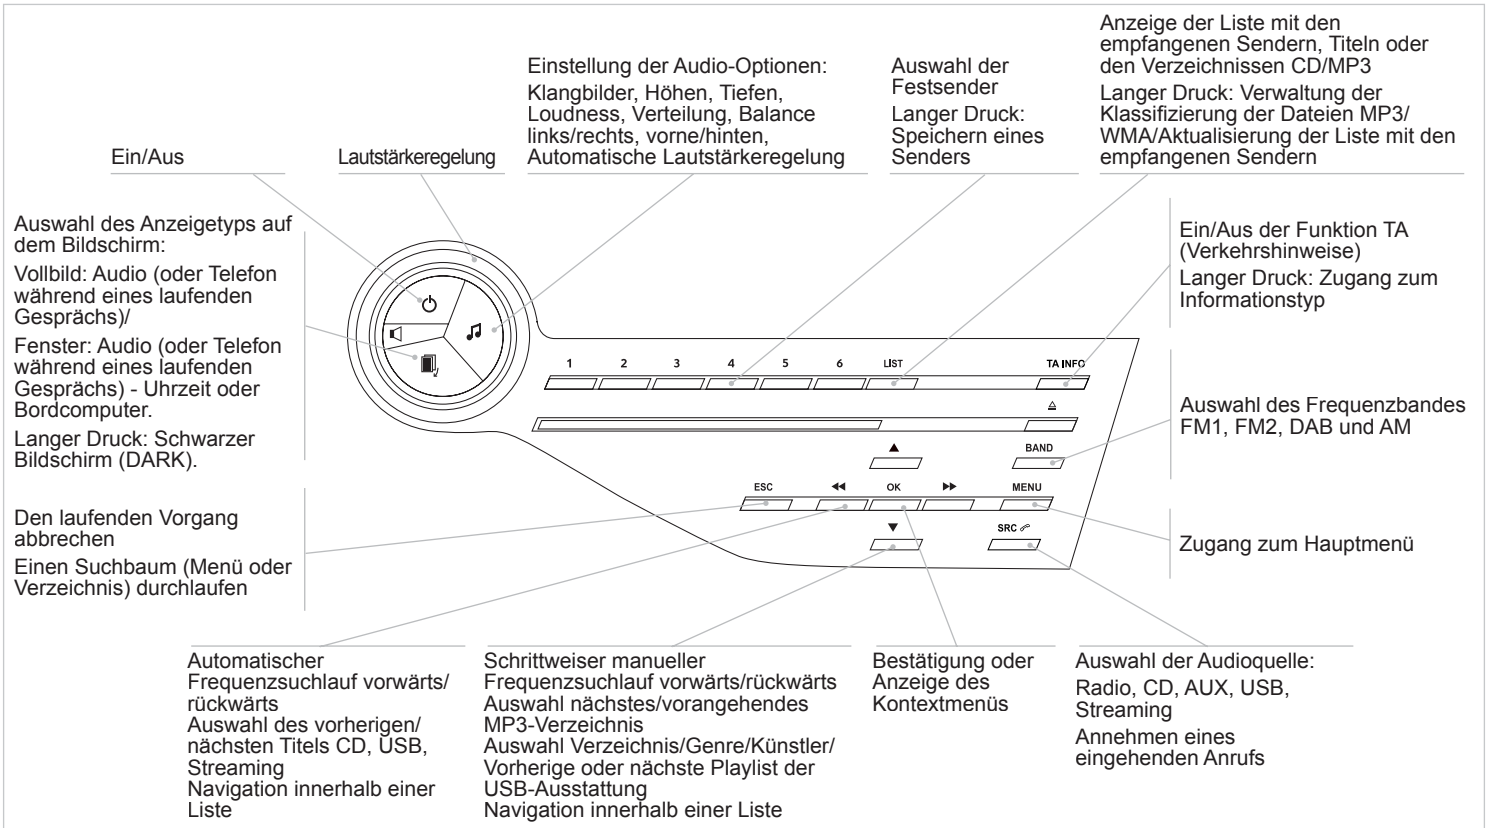 Ein/Aus
Lautstärkeregelung
Einstellung der Audio-Optionen:
Klangbilder, Höhen, Tiefen,
Loudness, Verteilung, Balance
links/rechts, vorne/hinten,
Automatische Lautstärkeregelung
Auswahl der
Festsender
Langer Druck:
Speichern eines
Senders
Anzeige der Liste mit den
empfangenen Sendern, Titeln oder
den Verzeichnissen CD/MP3
Langer Druck: Verwaltung der
Klassifizierung der Dateien MP3/
WMA/Aktualisierung der Liste mit den
empfangenen Sendern
Auswahl des Anzeigetyps auf
dem Bildschirm:
Vollbild: Audio (oder Telefon
während eines laufenden
Gesprächs)/
Fenster: Audio (oder Telefon
während eines laufenden
Gesprächs) - Uhrzeit oder
Bordcomputer.
Langer Druck: Schwarzer
Bildschirm (DARK).
Den laufenden Vorgang
abbrechen
Einen Suchbaum (Menü oder
Verzeichnis) durchlaufen
1 2 3 4 5 6 LIST TA INFO
BAND
ESC OK MENU
SRC
Ein/Aus der Funktion TA
(Verkehrshinweise)
Langer Druck: Zugang zum
Informationstyp
Auswahl des Frequenzbandes
FM1, FM2, DAB und AM
Zugang zum Hauptmenü
Automatischer
Frequenzsuchlauf vorwärts/
rückwärts
Auswahl des vorherigen/
nächsten Titels CD, USB,
Streaming
Navigation innerhalb einer
Liste
Schrittweiser manueller
Frequenzsuchlauf vorwärts/rückwärts
Auswahl nächstes/vorangehendes
MP3-Verzeichnis
Auswahl Verzeichnis/Genre/Künstler/
Vorherige oder nächste Playlist der
USB-Ausstattung
Navigation innerhalb einer Liste
Bestätigung oder
Anzeige des
Kontextmenüs
Auswahl der Audioquelle:
Radio, CD, AUX, USB,
Streaming
Annehmen eines
eingehenden Anrufs